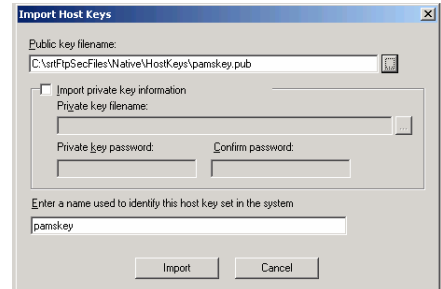 Import Host Keys
Public key filename:
C:\srtFtpSecFiles\Native\HostKeys\pamskey.pub
Import private key information
Private key filename:
...
Private key password: Confirm password:
Enter a name used to identify this host key set in the system
pamskey
Import Cancel